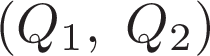 (Q₁, Q₂)